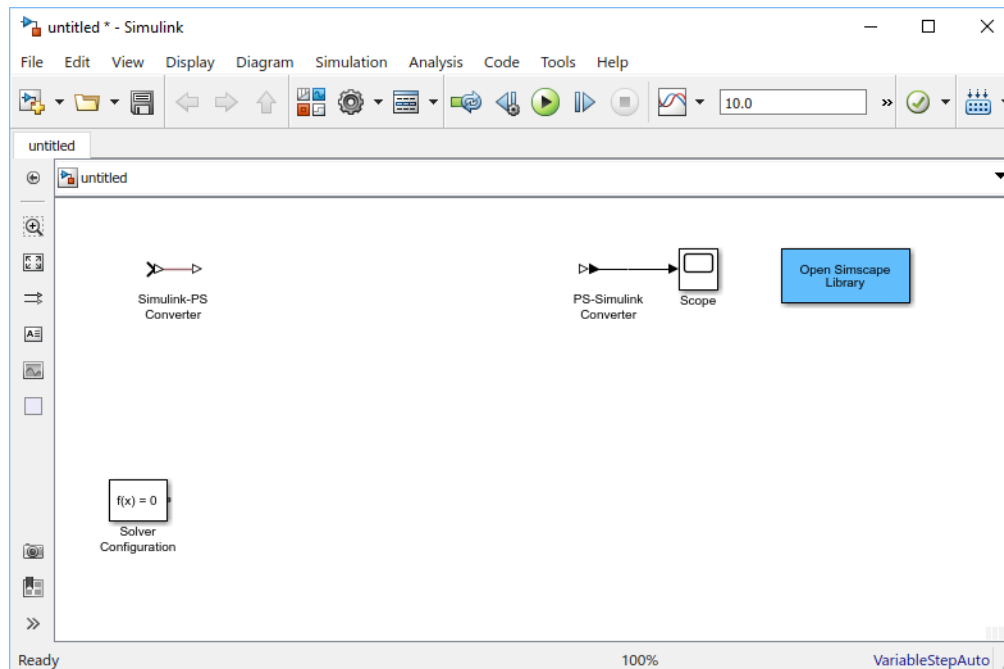 untitled * - Simulink
File Edit View Display Diagram Simulation Analysis Code Tools Help
10.0
untitled
untitled
Simulink-PS
Converter
PS-Simulink
Converter
Scope
Open Simscape
Library
f(x) = 0
Solver
Configuration
Ready 100% VariableStepAuto